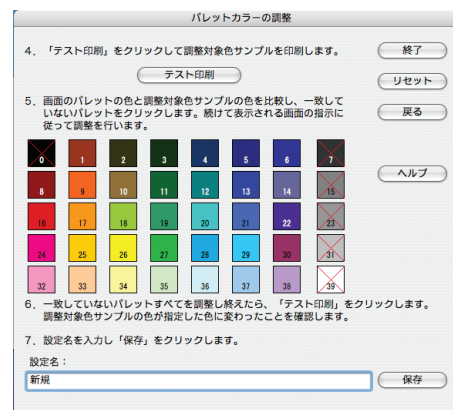 パレットカラーの調整
4. 「テスト印刷」をクリックして調整対象色サンプルを印刷します。
終了
テスト印刷
リセット
5. 画面のパレットの色と調整対象色サンプルの色を比較し、一致して
いないパレットをクリックします。続けて表示される画面の指示に
従って調整を行います。
戻る
0 1 2 3 4 5 6 7
ヘルプ
8 9 10 11 12 13 14 15
16 17 18 19 20 21 22 23
24 25 26 27 28 29 30 31
32 33 34 35 36 37 38 39
6. 一致していないパレットすべてを調整し終えたら、「テスト印刷」をクリックします。
調整対象色サンプルの色が指定した色に変わったことを確認します。
7. 設定名を入力し「保存」をクリックします。
設定名：
新規
保存